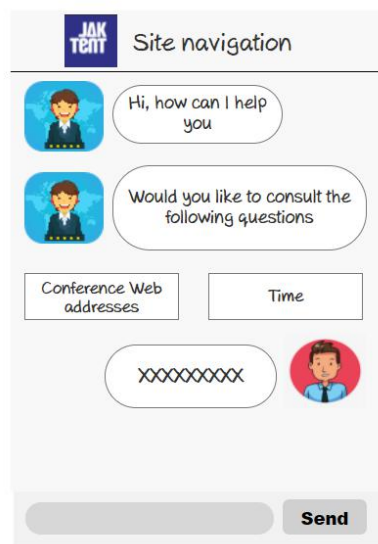 JAK
TENT
Site navigation
Hi, how can I help
you
Would you like to consult the
following questions
Conference Web
addresses
Time
XXXXXXXXX
Send